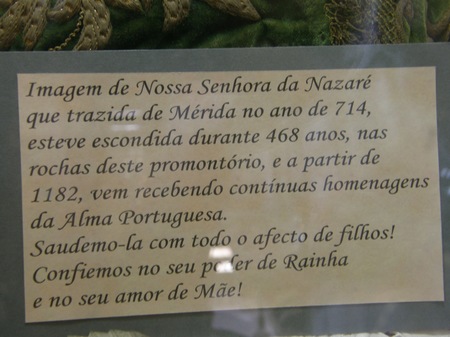 Imagem de Nossa Senhora da Nazaré
que trazida de Mérida no ano de 714,
esteve escondida durante 468 anos, nas
rochas deste promontório, e a partir de
1182, vem recebendo contínuas homenagens
da Alma Portuguesa.
Saudemo-la com todo o afecto de filhos!
Confiemos no seu poder de Rainha
e no seu amor de Mãe!